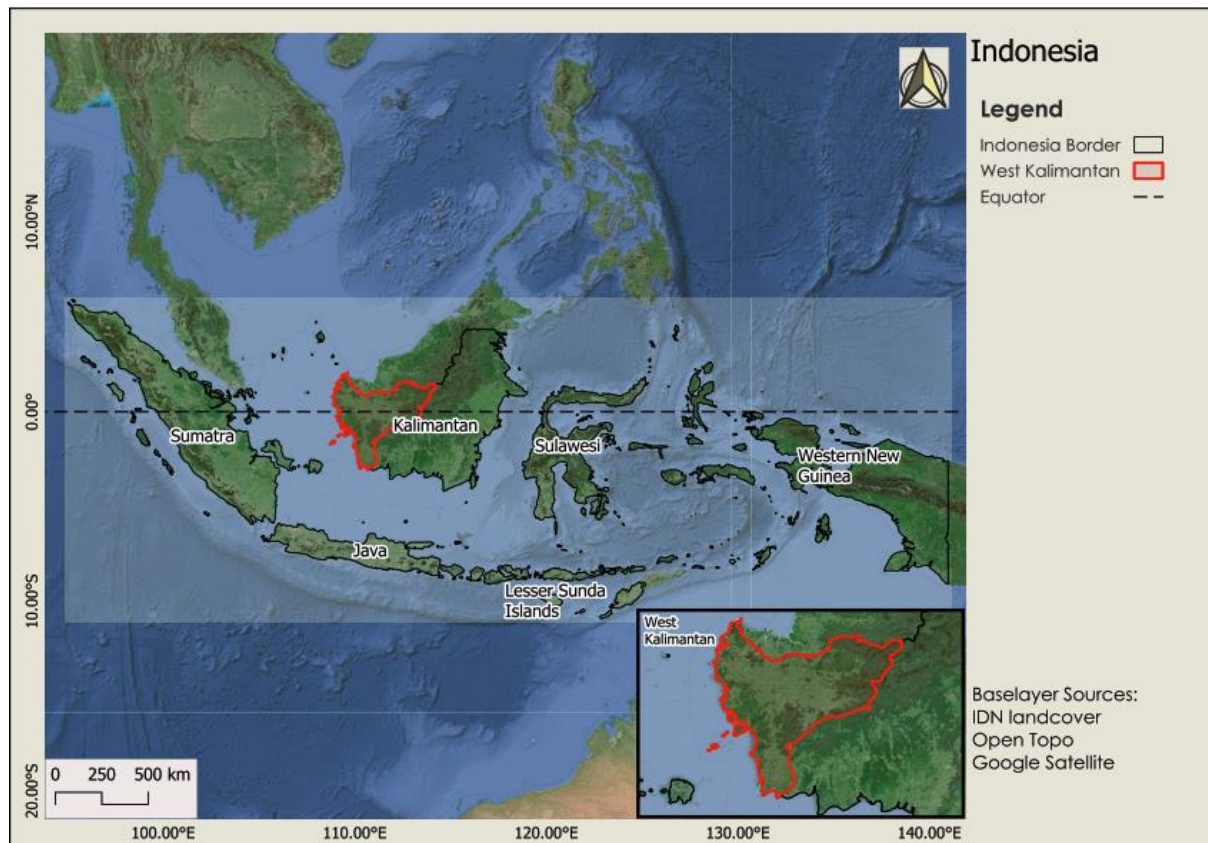 Indonesia
Legend
Indonesia Border
West Kalimantan
Equator
10.00°N
0.00°
10.00°S
20.00°S
Sumatra
Kalimantan
Sulawesi
Western New
Guinea
Java
Lesser Sunda
Islands
West
Kalimantan
0 250 500 km
100.00°E 110.00°E 120.00°E 130.00°E 140.00°E
Baselayer Sources:
IDN landcover
Open Topo
Google Satellite